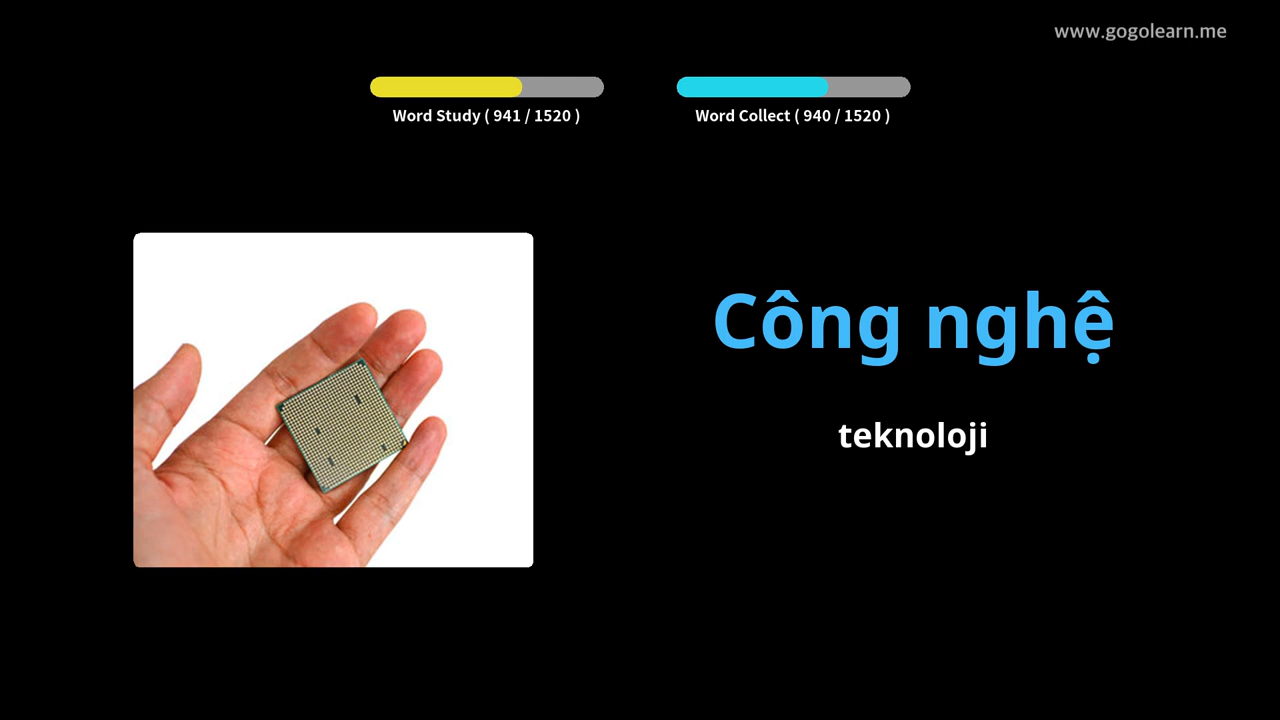 www.gogolearn.me
Word Study ( 941 / 1520 )
Word Collect ( 940 / 1520 )
Công nghệ
teknoloji